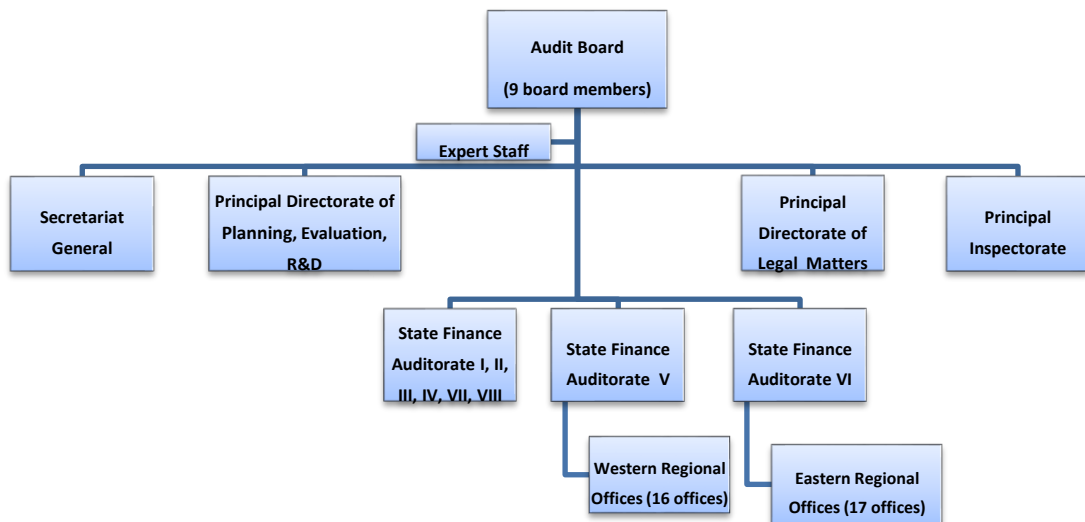 Audit Board
(9 board members)
Expert Staff
Secretariat
General
Principal Directorate of
Planning, Evaluation,
R&D
Principal
Directorate of
Legal Matters
Principal
Inspectorate
State Finance
Auditorate I, II,
III, IV, VII, VIII
State Finance
Auditorate V
State Finance
Auditorate VI
Western Regional
Offices (16 offices)
Eastern Regional
Offices (17 offices)